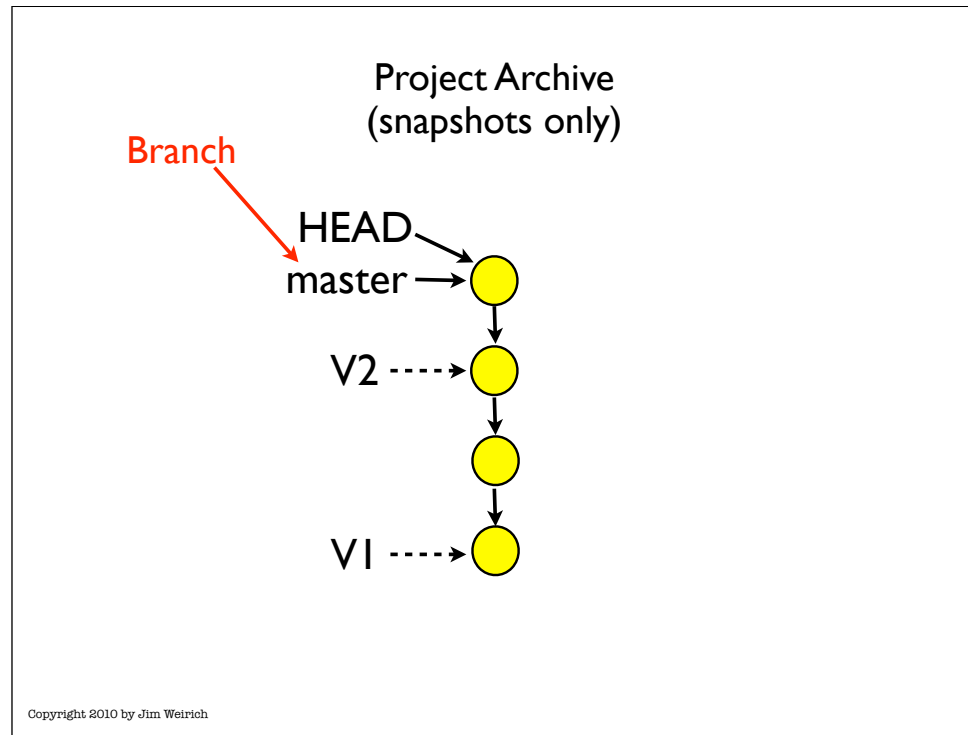 Project Archive
(snapshots only)
Branch
HEAD
master
V2
V1
Copyright 2010 by Jim Weirich